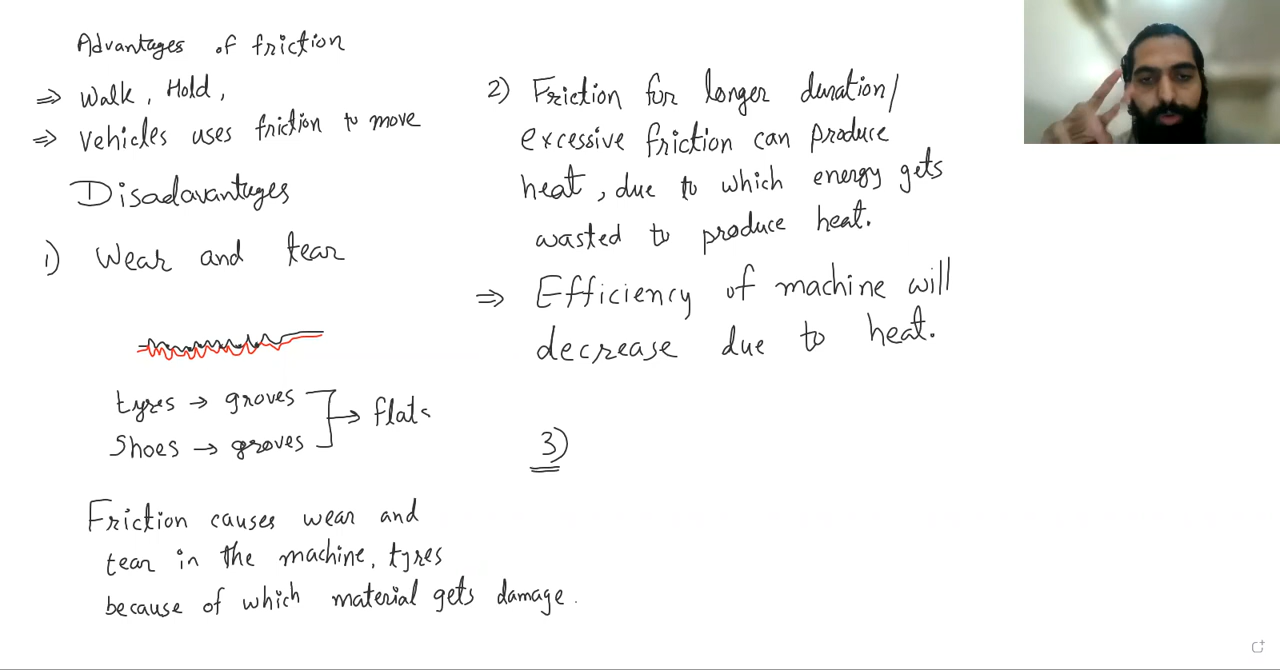 Advantages of friction
⇒ Walk, Hold,
⇒ Vehicles uses friction to move
Disadavantages
1) Wear and tear
tyres → groves
Shoes → groves
→ flats
Friction causes wear and
tear in the machine, tyres
because of which material gets damage.
2) Friction for longer duration/
excessive friction can produce
heat, due to which energy gets
wasted to produce heat.
⇒ Efficiency of machine will
decrease due to heat.
3)